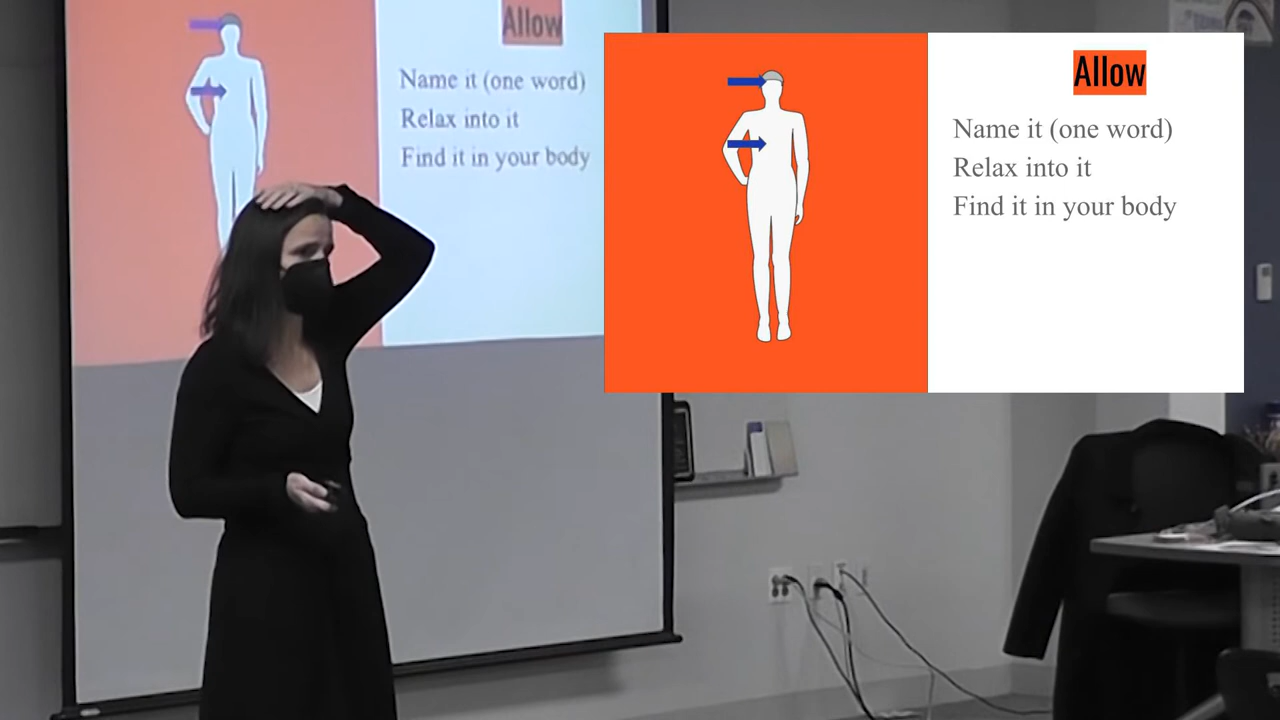 Allow
Name it (one word)
Relax into it
Find it in your body
Allow
Name it (one word)
Relax into it
Find it in your body